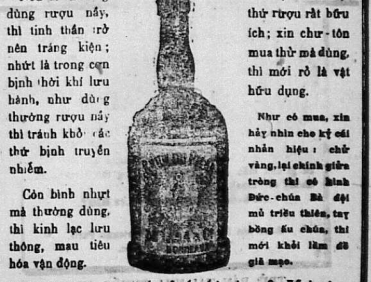 dùng rượu nầy,
thì tinh thần trở
nên tráng kiện;
nhứt là trong cơn
bịnh thời khí lưu
hành, như dùng
thường rượu nầy
thì tránh khỏi các
thứ bịnh truyền
nhiễm.
Còn bình nhựt
mà thường dùng,
thì kinh lạc lưu
thông, mau tiêu
hóa vận động.
BORDEAUX
thứ rượu rất hữu
ích; xin chư-tôn
mua thử mà dùng,
thì mới rõ là vật
hữu dụng.
Như có mua, xin
hảy nhìn cho kỹ cái
nhản hiệu: chữ
vàng, lại chính giữa
tròng thì có hình
Đức-chúa Bà đội
mủ triều thiên, tay
bồng ấu chúa, thì
mới khỏi lầm đồ
giả mạo.